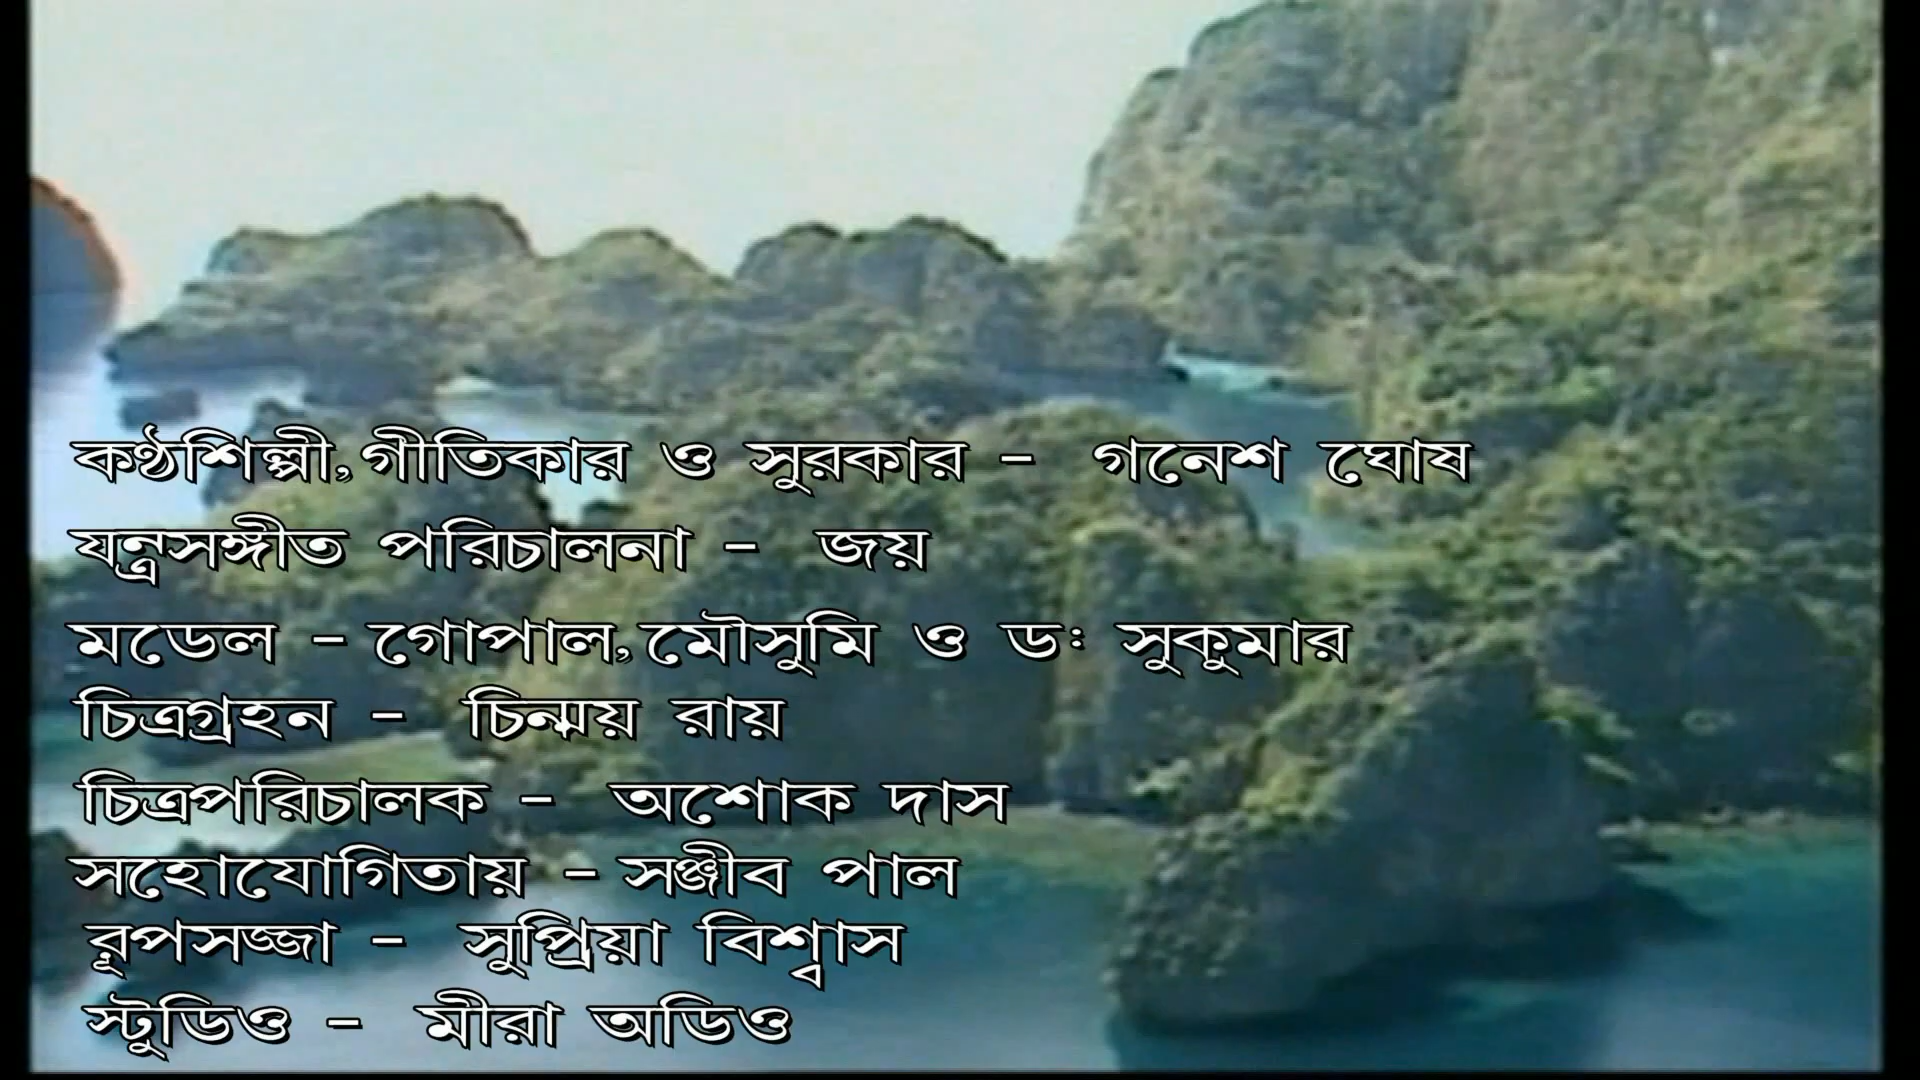 কণ্ঠশিল্পী,গীতিকার ও সুরকার - গনেশ ঘোষ
যন্ত্রসঙ্গীত পরিচালনা - জয়
মডেল - গোপাল,মৌসুমি ও ডঃ সুকুমার
চিত্রগ্রহন - চিন্ময় রায়
চিত্রপরিচালক - অশোক দাস
সহোযোগিতায় - সঞ্জীব পাল
রূপসজ্জা - সুপ্রিয়া বিশ্বাস
স্টুডিও - মীরা অডিও